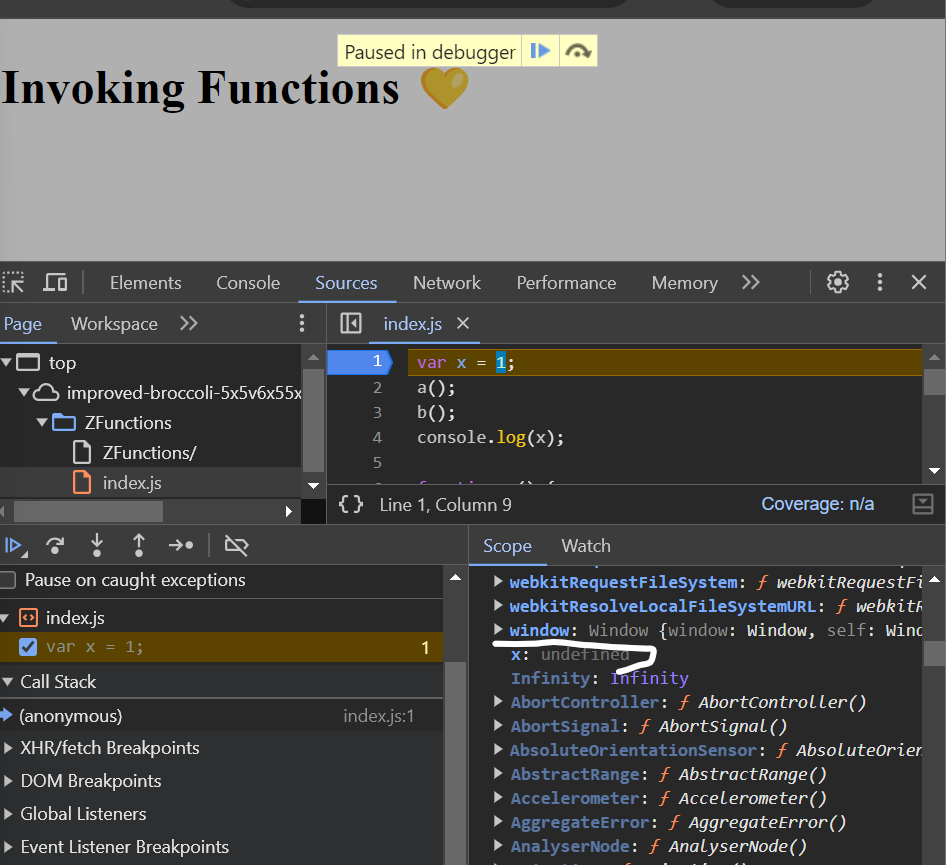 Paused in debugger
Invoking Functions 💛
Elements Console Sources Network Performance Memory
Page Workspace
index.js
top
improved-broccoli-5x5v6x55x
ZFunctions
ZFunctions/
index.js
1 var x = 1;
2 a();
3 b();
4 console.log(x);
5
{} Line 1, Column 9 Coverage: n/a
Pause on caught exceptions
index.js
var x = 1; 1
Call Stack
(anonymous) index.js:1
XHR/fetch Breakpoints
DOM Breakpoints
Global Listeners
Event Listener Breakpoints
Scope Watch
webkitRequestFileSystem: ƒ webkitRequestFi
webkitResolveLocalFileSystemURL: ƒ webkitR
window: Window {window: Window, self: Wind
x: undefined
Infinity: Infinity
AbortController: ƒ AbortController()
AbortSignal: ƒ AbortSignal()
AbsoluteOrientationSensor: ƒ AbsoluteOrien
AbstractRange: ƒ AbstractRange()
Accelerometer: ƒ Accelerometer()
AggregateError: ƒ AggregateError()
AnalyserNode: ƒ AnalyserNode()